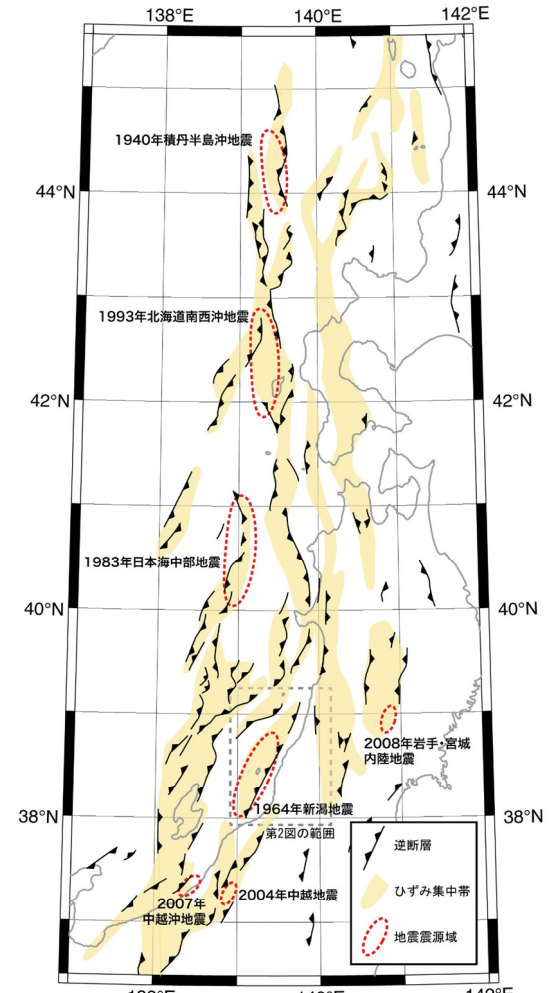 138°E
140°E
142°E
1940年積丹半島沖地震
44°N
44°N
1993年北海道南西沖地震
42°N
42°N
1983年日本海中部地震
40°N
40°N
2008年岩手・宮城
内陸地震
38°N
1964年新潟地震
38°N
第2図の範囲
逆断層
2004年中越地震
ひずみ集中帯
2007年
中越沖地震
地震震源域
138°E
140°E
142°E